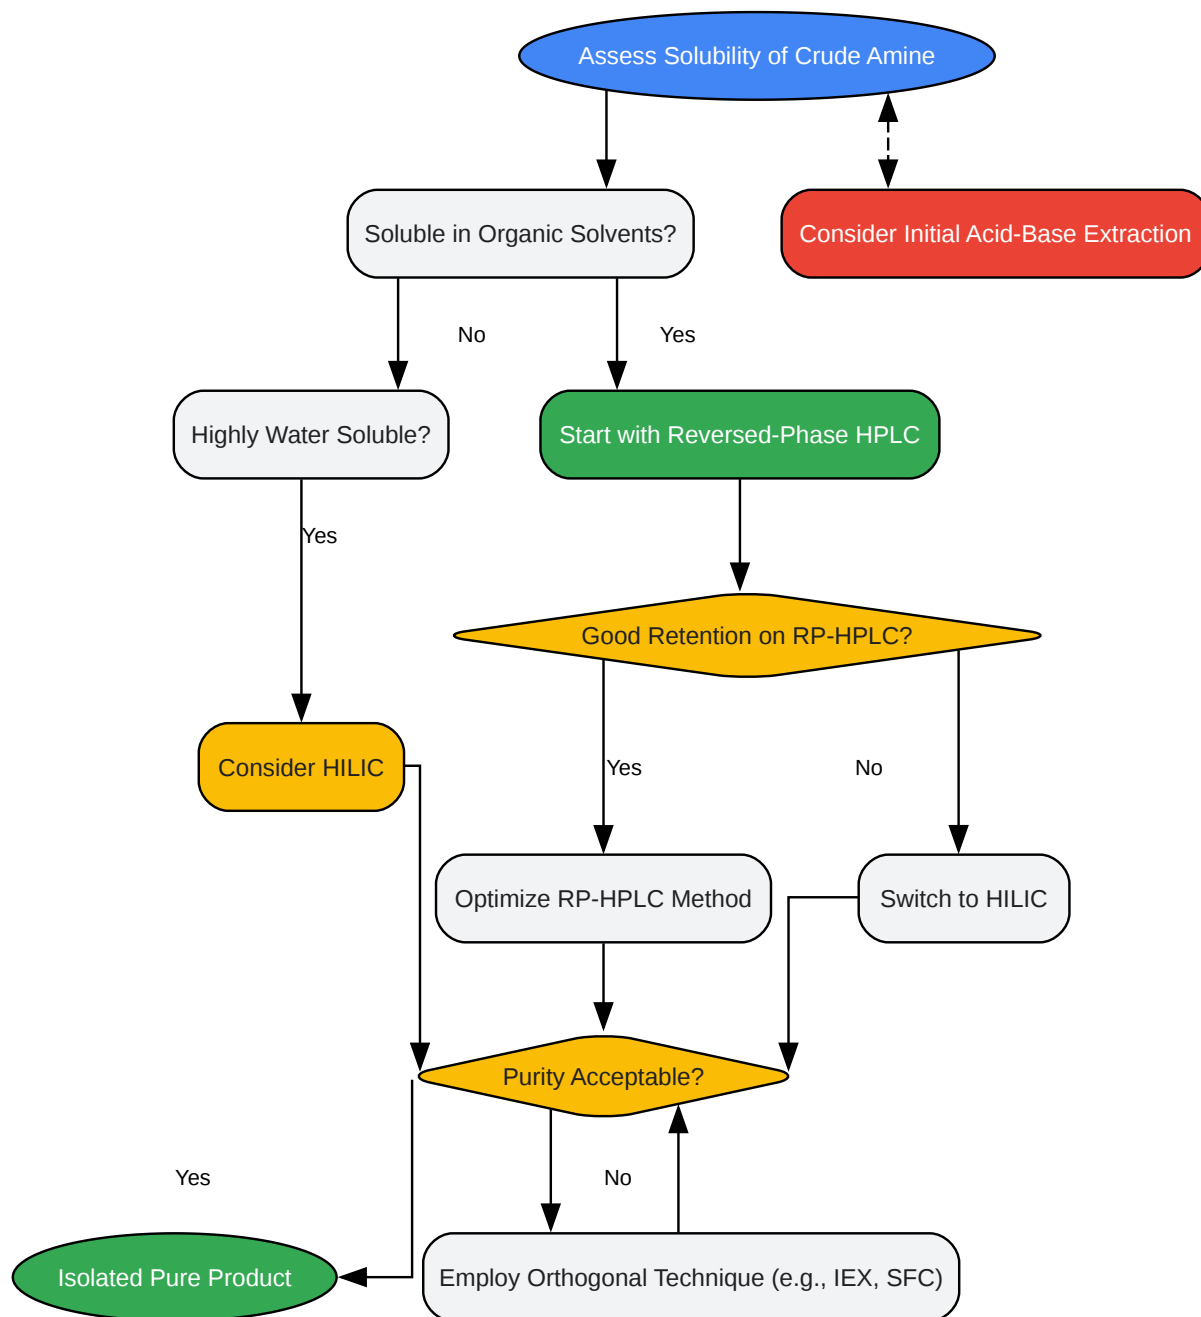 Assess Solubility of Crude Amine
Soluble in Organic Solvents?
Consider Initial Acid-Base Extraction
No
Yes
Highly Water Soluble?
Start with Reversed-Phase HPLC
Yes
Good Retention on RP-HPLC?
Consider HILIC
Yes
No
Optimize RP-HPLC Method
Switch to HILIC
Purity Acceptable?
Yes
No
Isolated Pure Product
Employ Orthogonal Technique (e.g., IEX, SFC)